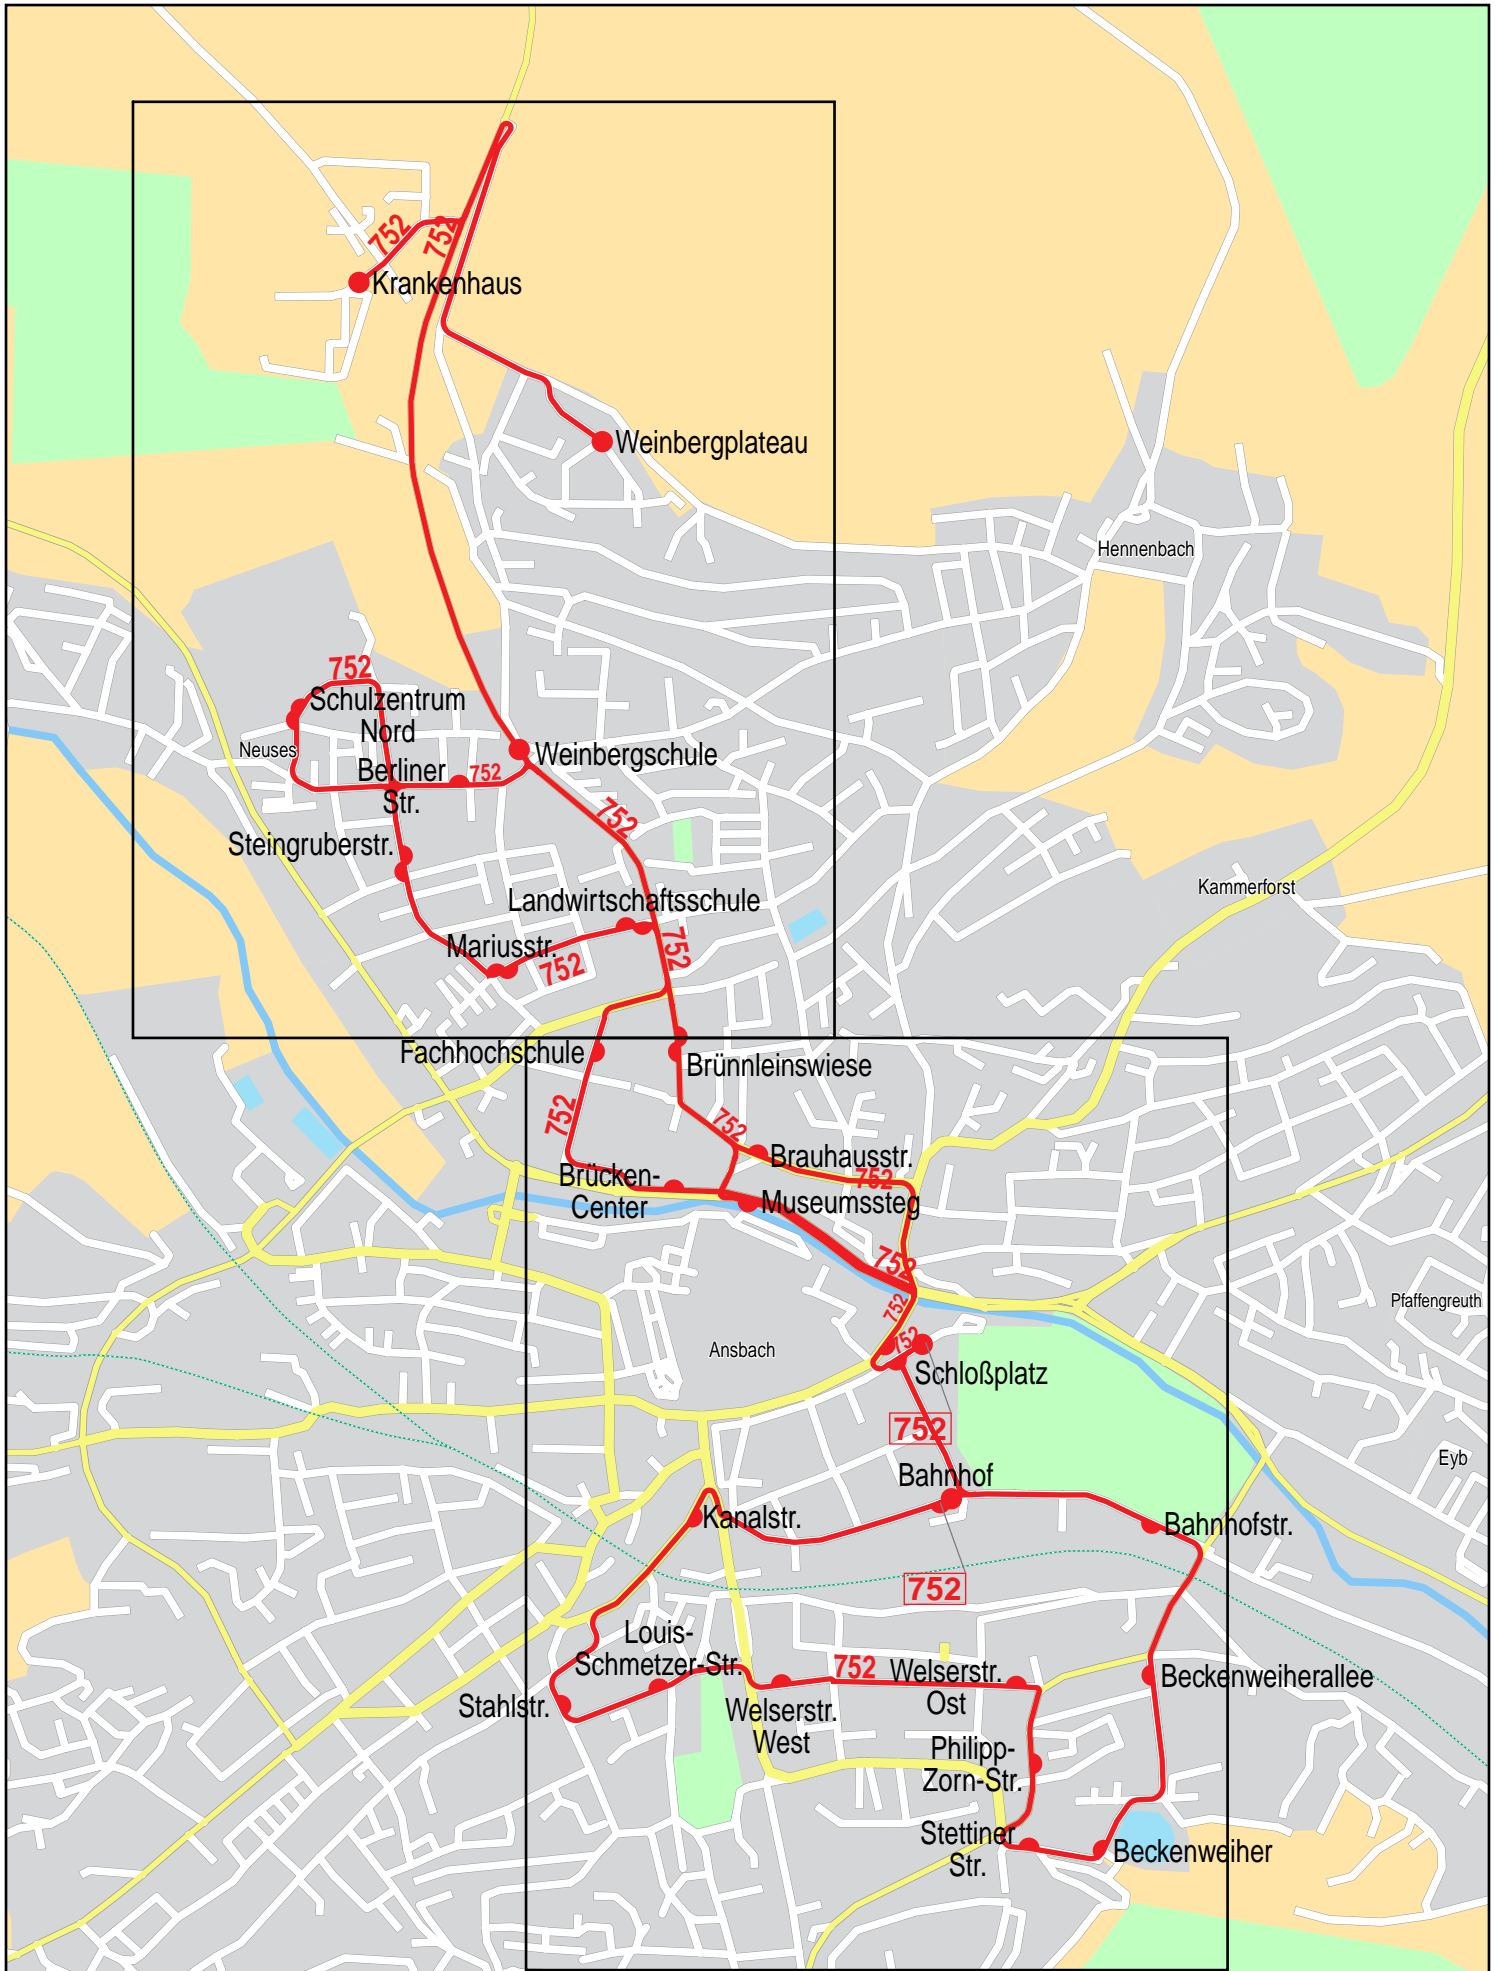 752
752
Krankenhaus
Weinbergplateau
Hennenbach
752
Schulzentrum
Nord
Neuses
Weinbergschule
Berliner
Str.
752
752
Steingruberstr.
Kammerforst
Landwirtschaftsschule
Mariusstr.
752
752
Fachhochschule
Brünnleinswiese
752
752
Brauhausstr.
752
Brücken-
Center
Museumssteg
752
752
Pfaffengreuth
752
Ansbach
Schloßplatz
752
Eyb
Bahnhof
Kanalstr.
Bahnhofstr.
752
Louis-
Schmetzer-Str.
752
Welserstr.
Ost
Beckenweiherallee
Stahlstr.
Welserstr.
West
Philipp-
Zorn-Str.
Stettiner
Str.
Beckenweiher